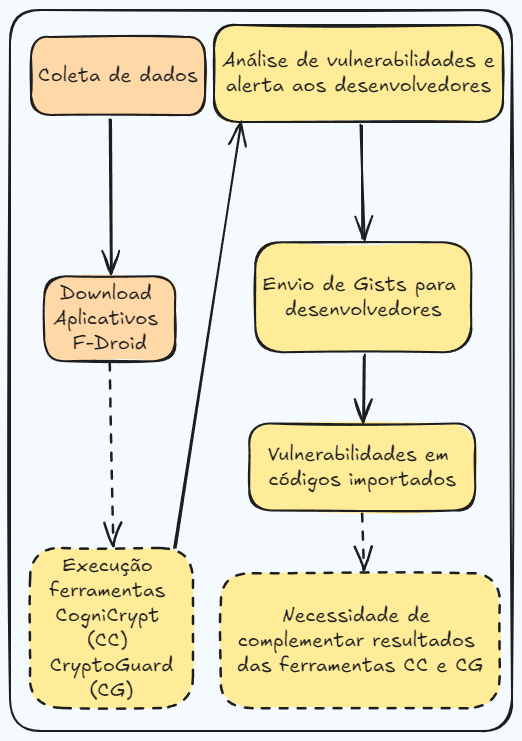 Coleta de dados
Download
Aplicativos
F-Droid
Execução
ferramentas
CogniCrypt
(CC)
CryptoGuard
(CG)
Análise de vulnerabilidades e
alerta aos desenvolvedores
Envio de Gists para
desenvolvedores
Vulnerabilidades em
códigos importados
Necessidade de
complementar resultados
das ferramentas CC e CG